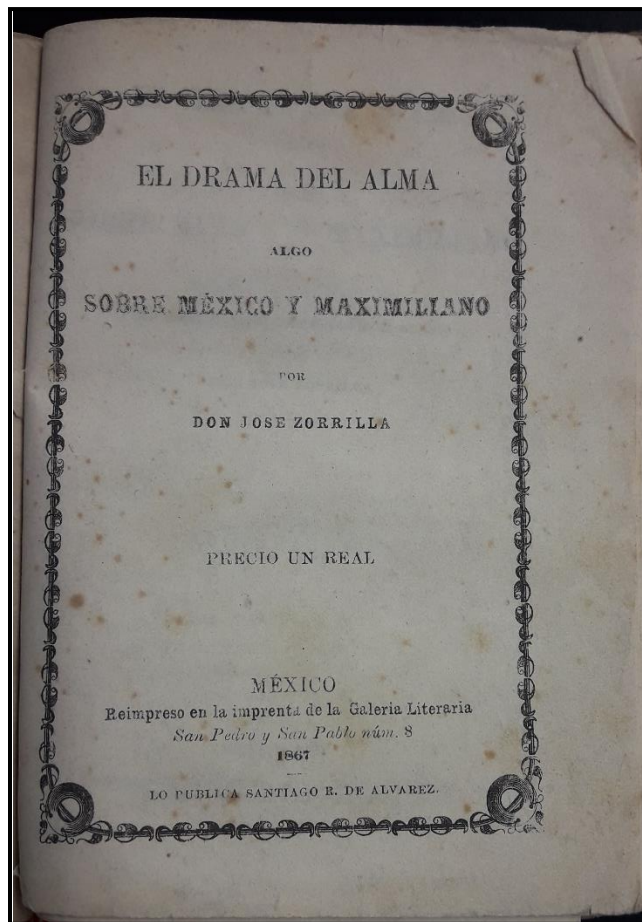 EL DRAMA DEL ALMA
ALGO
SOBRE MÉXICO Y MAXIMILIANO
POR
DON JOSE ZORRILLA
PRECIO UN REAL
MÉXICO
Reimpreso en la imprenta de la Galeria Literaria
San Pedro y San Pablo núm. 8
1867
LO PUBLICA SANTIAGO R. DE ALVAREZ.